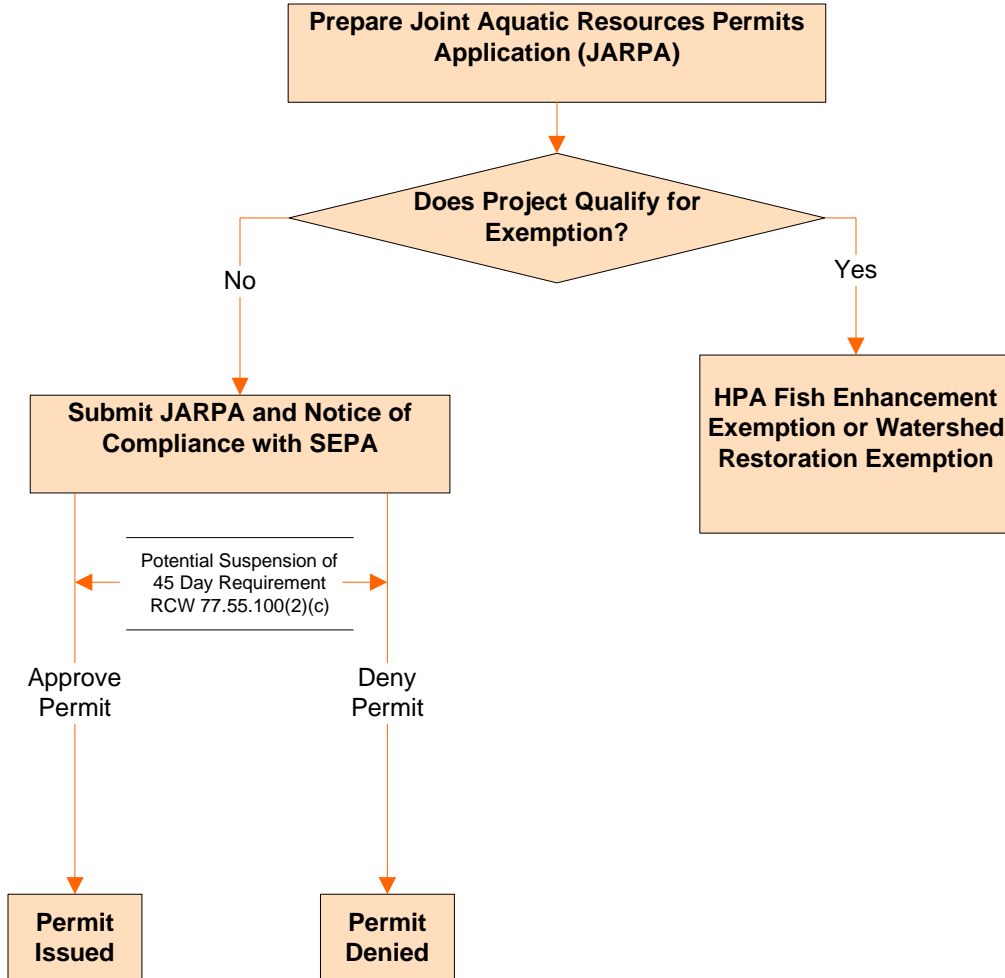 Prepare Joint Aquatic Resources Permits
Application (JARPA)
Does Project Qualify for
Exemption?
No
Yes
Submit JARPA and Notice of
Compliance with SEPA
HPA Fish Enhancement
Exemption or Watershed
Restoration Exemption
Potential Suspension of
45 Day Requirement
RCW 77.55.100(2)(c)
Approve
Permit
Deny
Permit
Permit
Issued
Permit
Denied